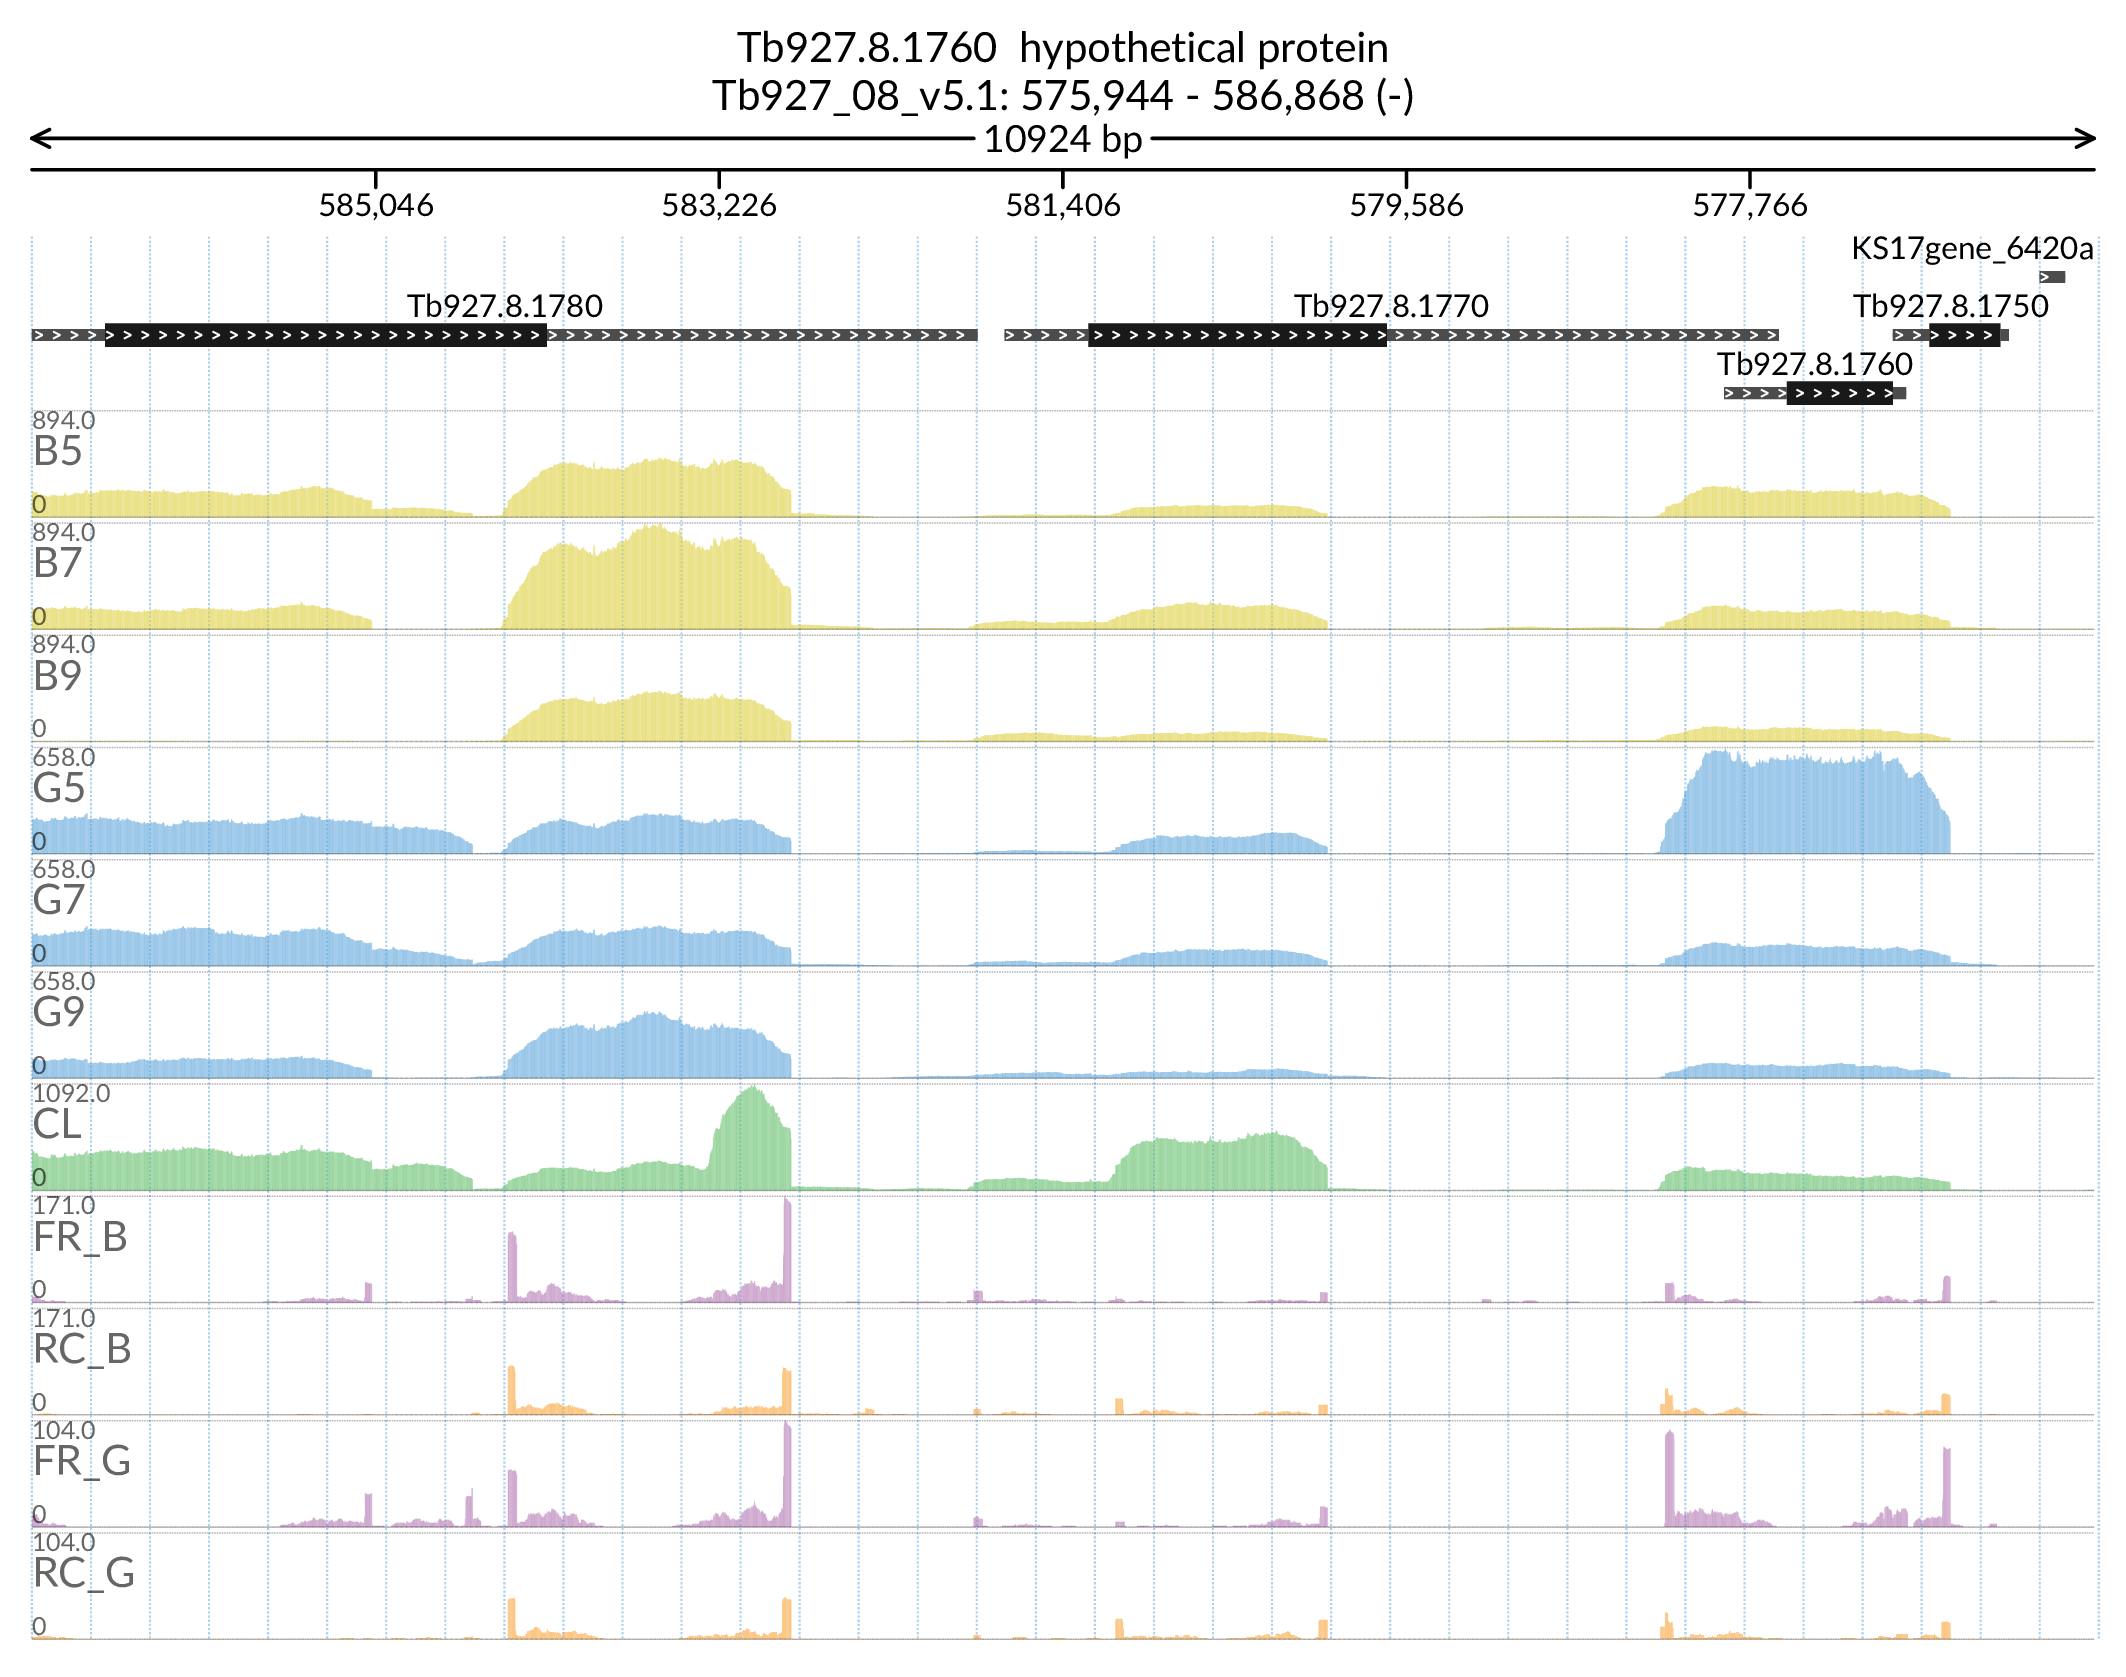 Tb927.8.1760  hypothetical protein
Tb927_08_v5.1: 575,944 - 586,868 (-)
10924 bp
585,046 583,226 581,406 579,586 577,766
KS17gene_6420a
Tb927.8.1780 Tb927.8.1770 Tb927.8.1750
Tb927.8.1760
894.0
B5
0
894.0
B7
0
894.0
B9
0
658.0
G5
0
658.0
G7
0
658.0
G9
0
1092.0
CL
0
171.0
FR_B
0
171.0
RC_B
0
104.0
FR_G
0
104.0
RC_G
0